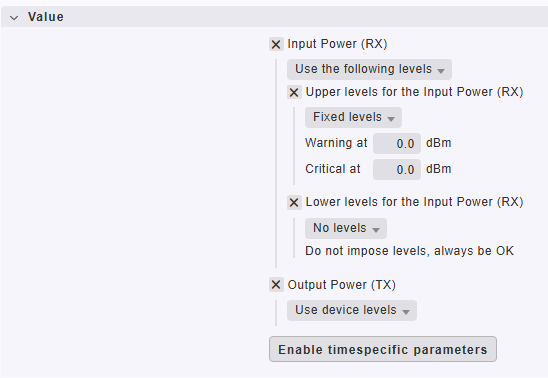 Value
Input Power (RX)
Use the following levels
Upper levels for the Input Power (RX)
Fixed levels
Warning at 0.0 dBm
Critical at 0.0 dBm
Lower levels for the Input Power (RX)
No levels
Do not impose levels, always be OK
Output Power (TX)
Use device levels
Enable timespecific parameters